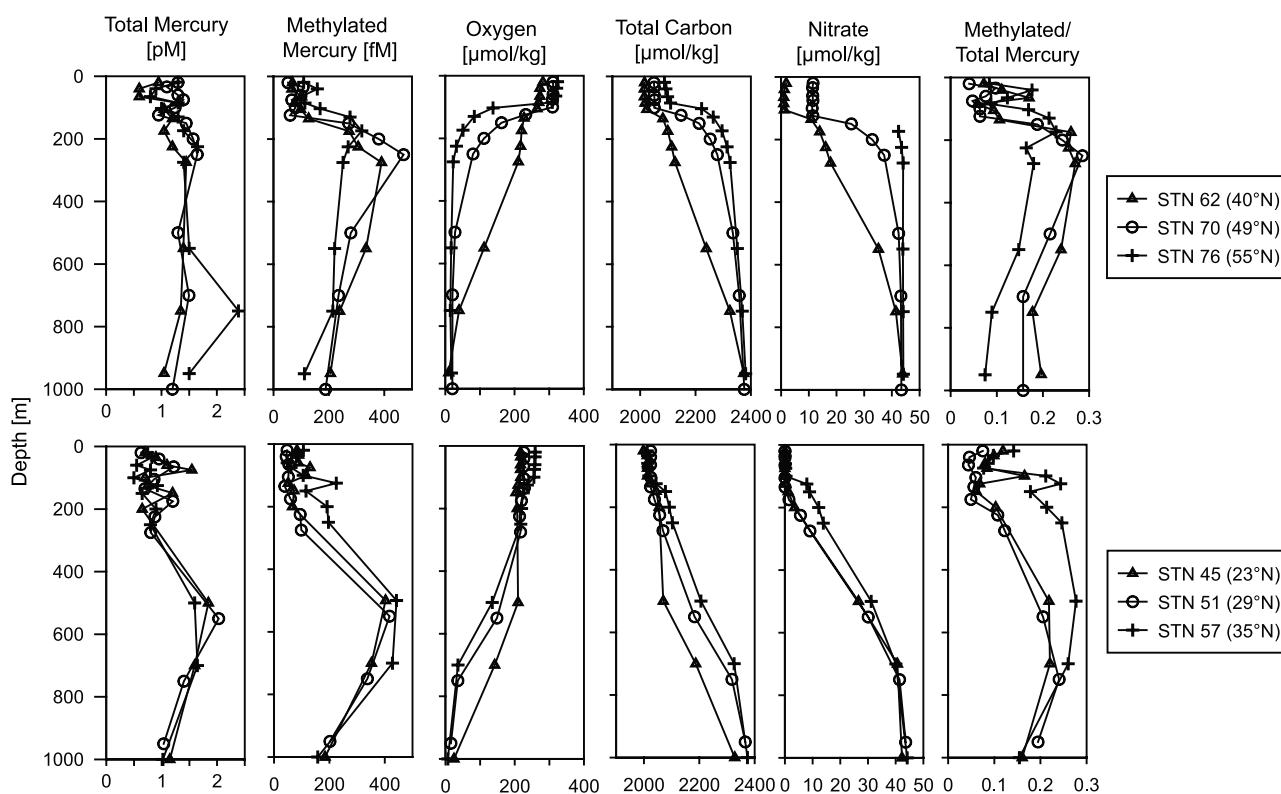 Total Mercury
[pM]
Methylated
Mercury [fM]
Oxygen
[µmol/kg]
Total Carbon
[µmol/kg]
Nitrate
[µmol/kg]
Methylated/
Total Mercury
0
200
400
600
800
1000
0 1 2
0 200 400
0 200 400
2000 2200 2400
0 10 20 30 40 50
0 0.1 0.2 0.3
STN 62 (40°N)
STN 70 (49°N)
STN 76 (55°N)
Depth [m]
0
200
400
600
800
1000
0 1 2
0 200 400
0 200 400
2000 2200 2400
0 10 20 30 40 50
0 0.1 0.2 0.3
STN 45 (23°N)
STN 51 (29°N)
STN 57 (35°N)